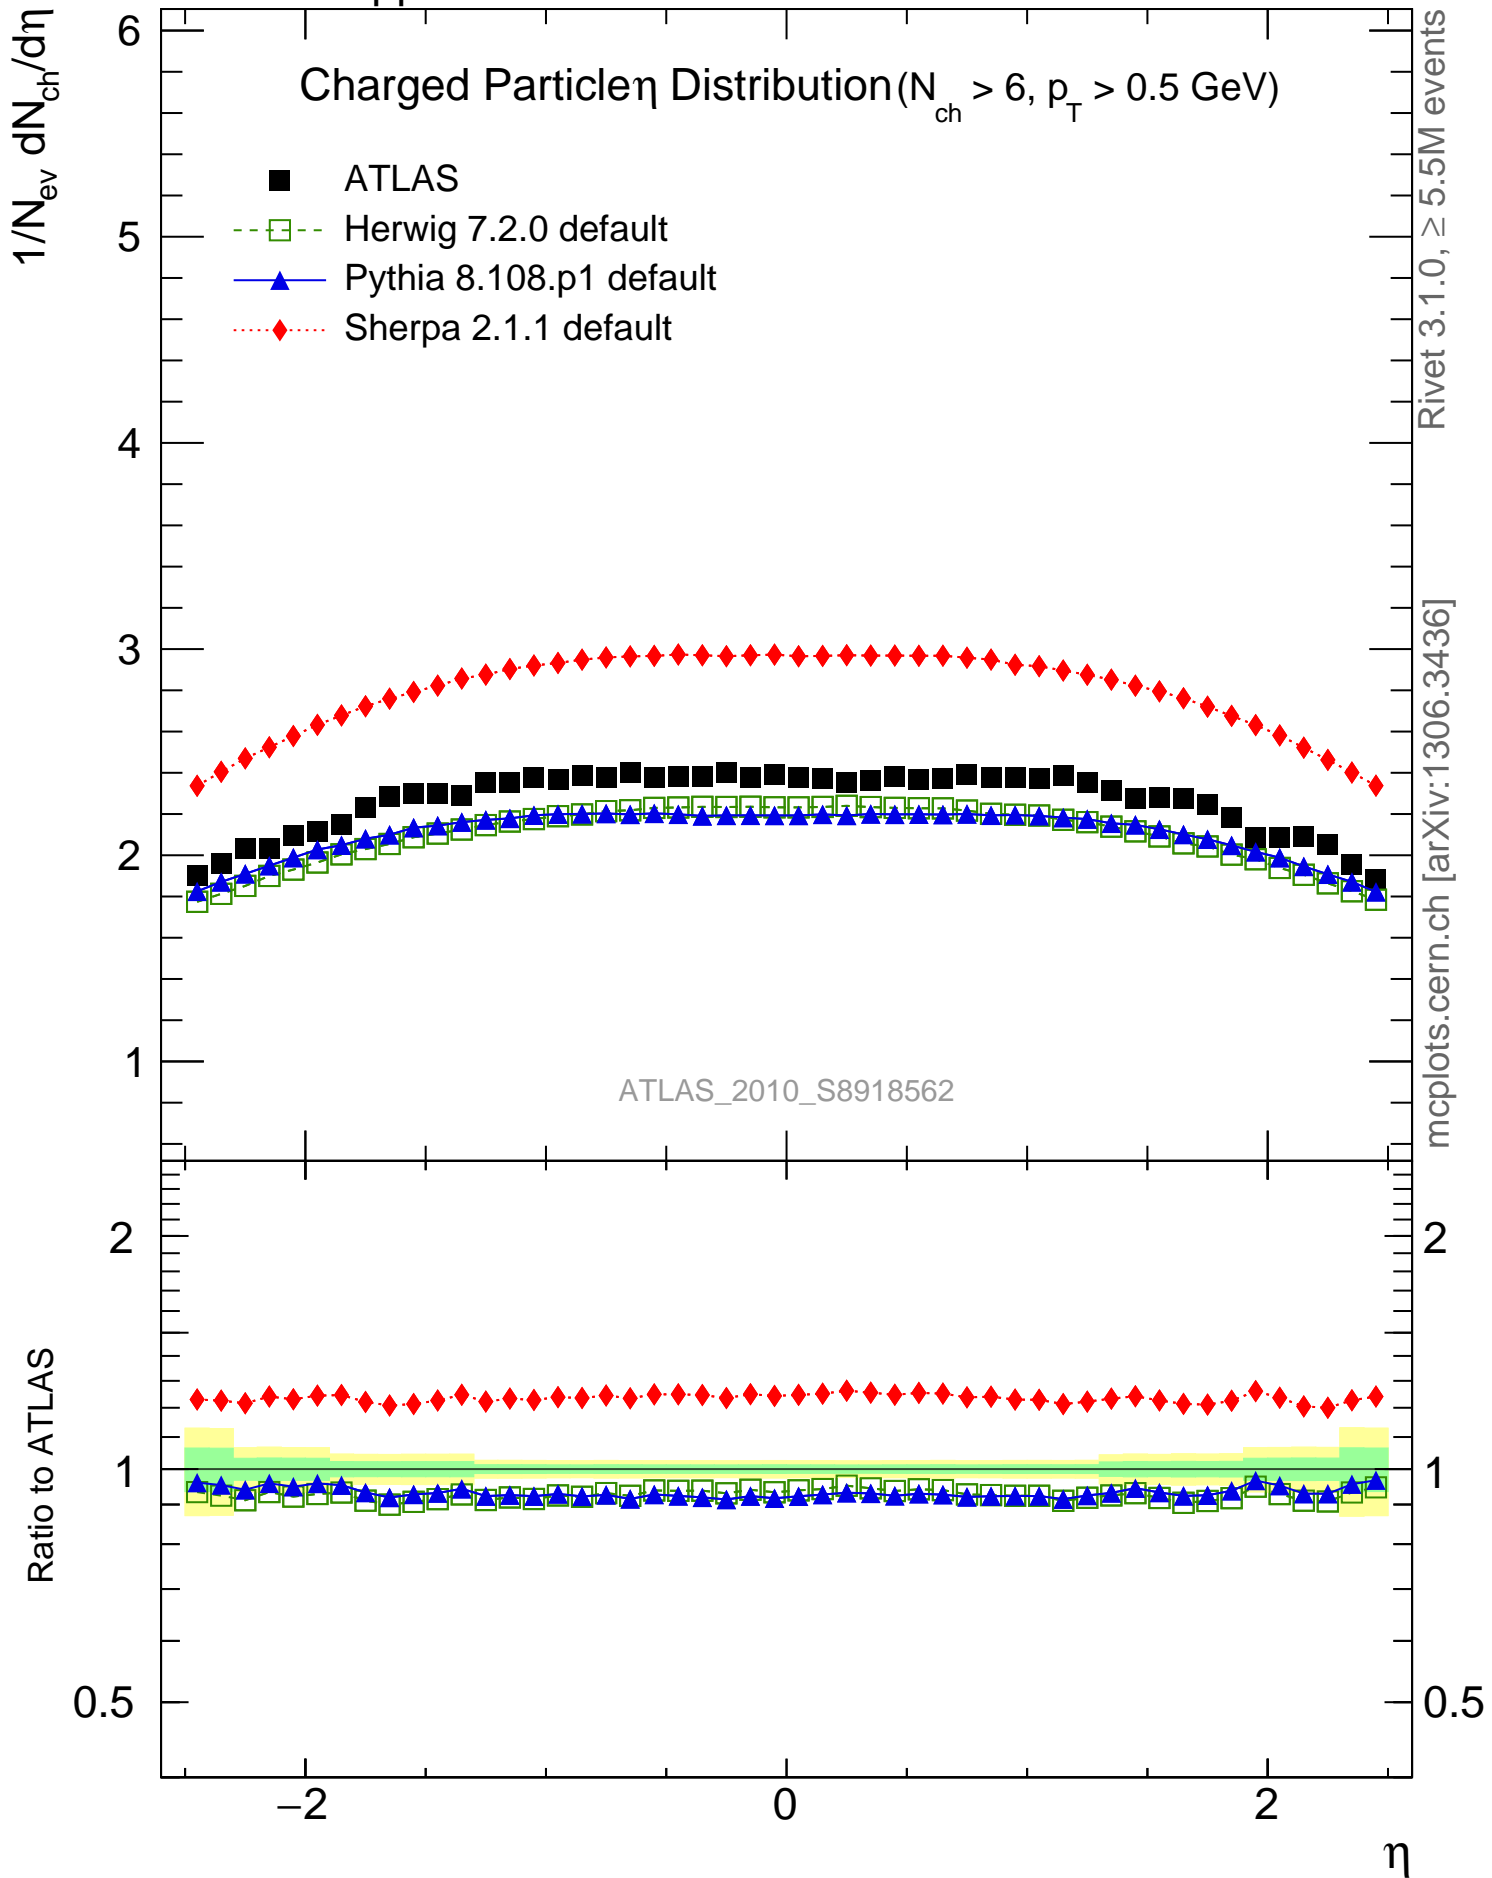 pp
Charged Particleη Distribution (N_ch > 6, p_T > 0.5 GeV)
1/N_ev dN_ch/dη
ATLAS
Herwig 7.2.0 default
Pythia 8.108.p1 default
Sherpa 2.1.1 default
6
5
4
3
2
1
ATLAS_2010_S8918562
Rivet 3.1.0, ≥ 5.5M events
mcplots.cern.ch [arXiv:1306.3436]
Ratio to ATLAS
2
2
1
1
0.5
0.5
−2
0
2
η